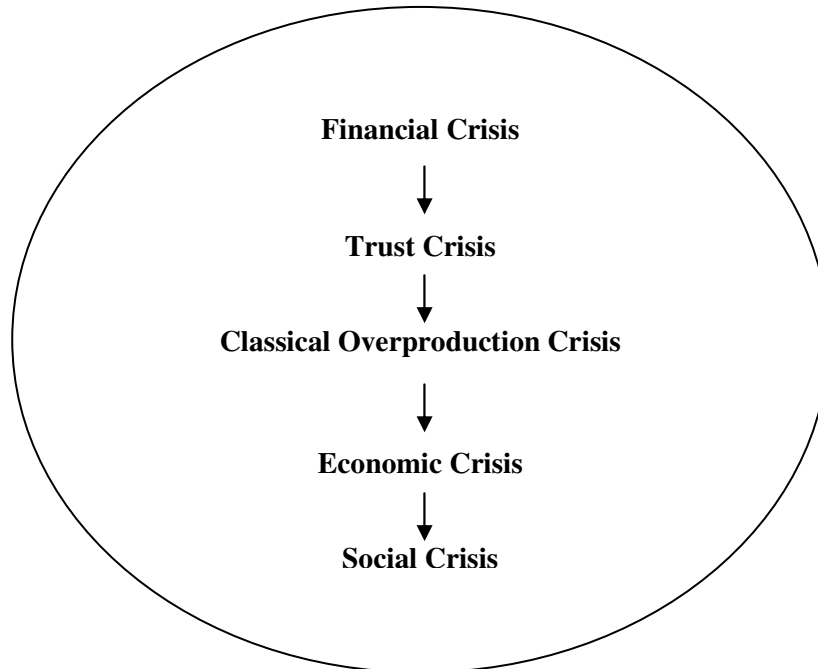 Financial Crisis
Trust Crisis
Classical Overproduction Crisis
Economic Crisis
Social Crisis